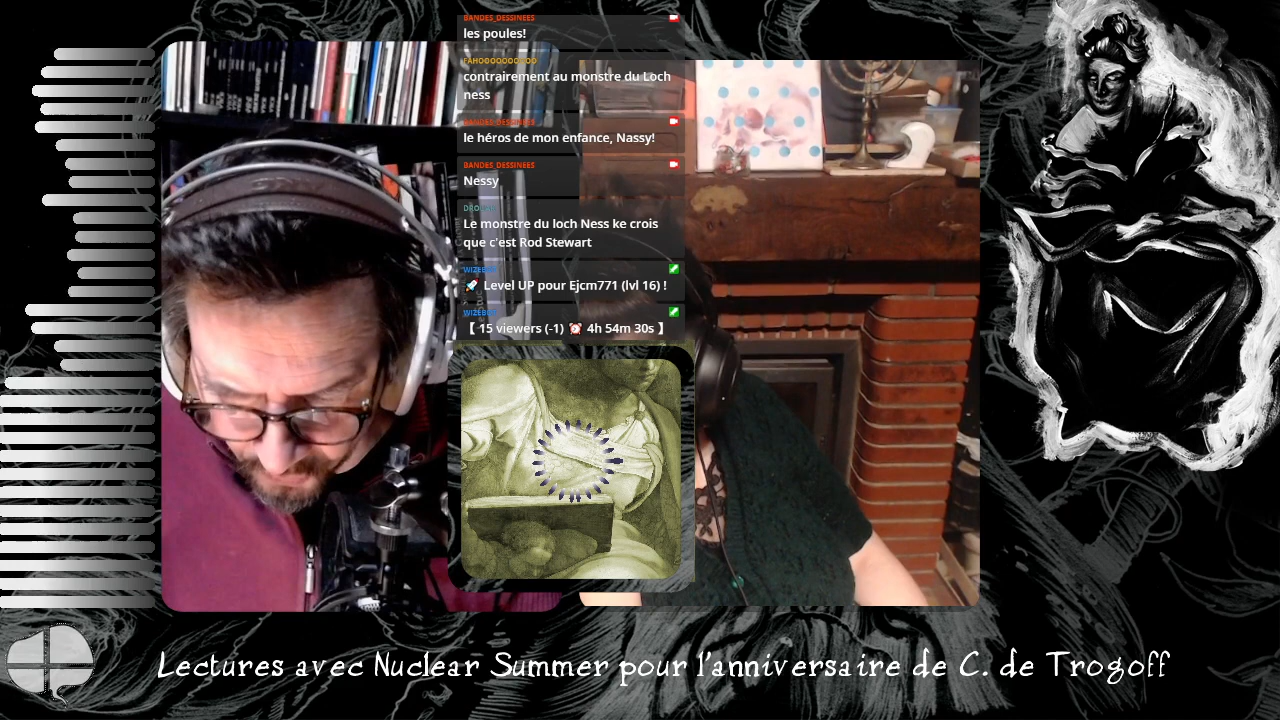 BANDES_DESSINEES
les poules!
contrairement au monstre du Loch
ness
BANDES_DESSINEES
le héros de mon enfance, Nassy!
BANDES_DESSINEES
Nessy
Le monstre du loch Ness ke crois
que c'est Rod Stewart
WIZEBOT
🚀 Level UP pour Ejcm771 (lvl 16) !
WIZEBOT
【 15 viewers (-1) ⏰ 4h 54m 30s 】
Lectures avec Nuclear Summer pour l'anniversaire de C. de Trogoff